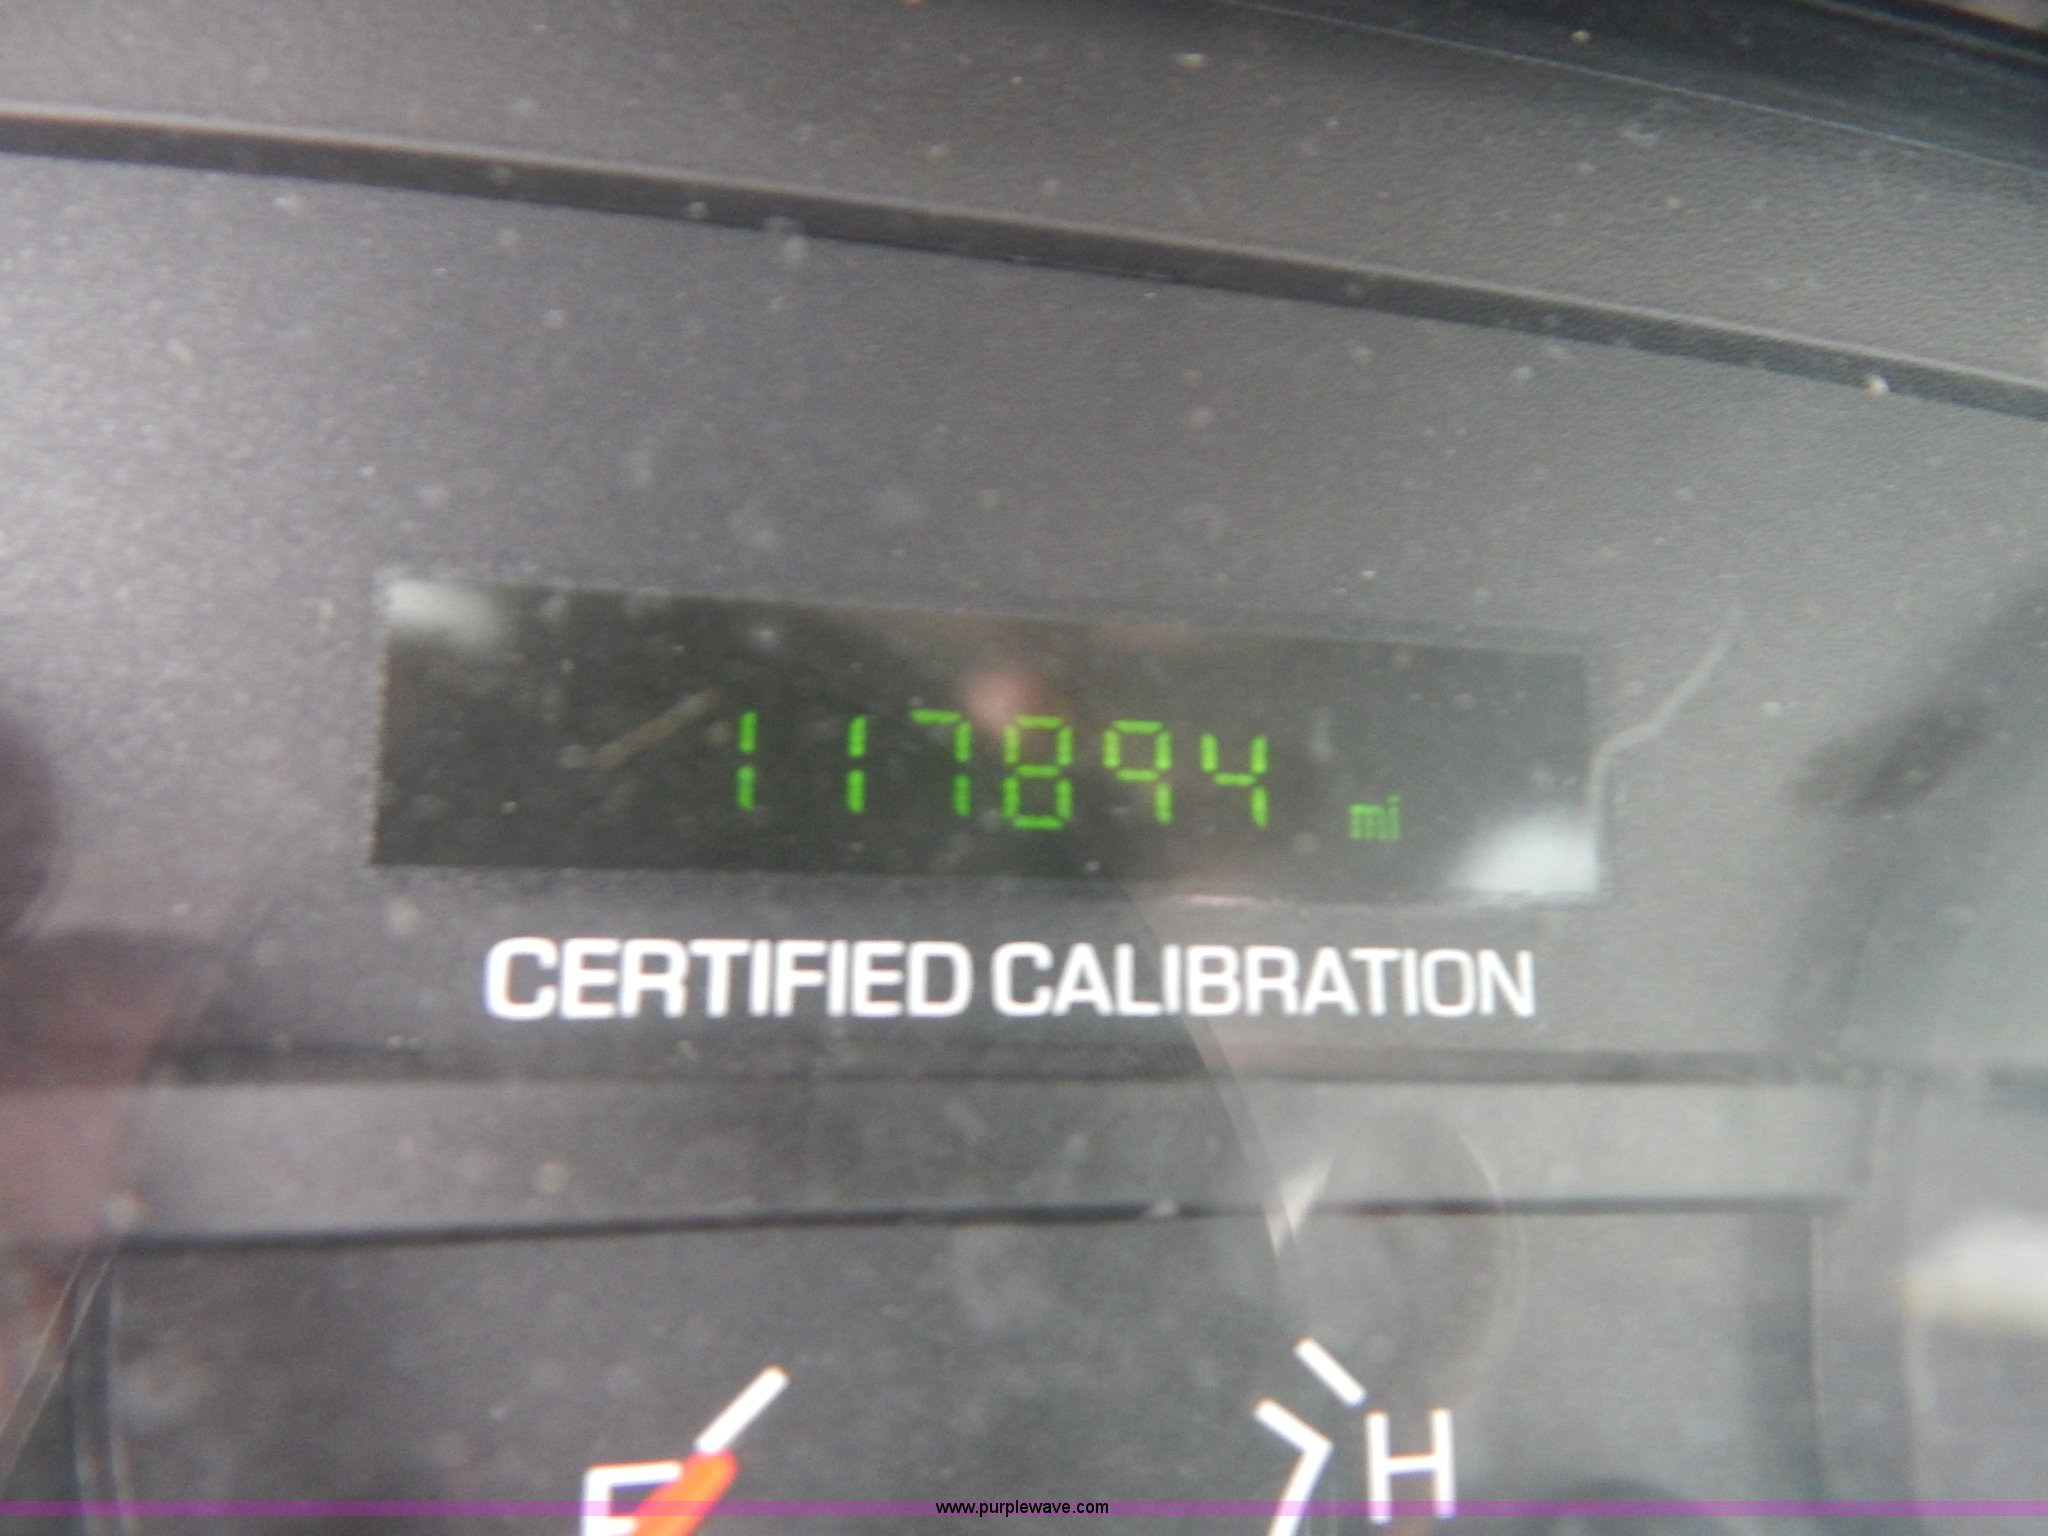 117894 mi
CERTIFIED CALIBRATION
H
www.purplewave.com